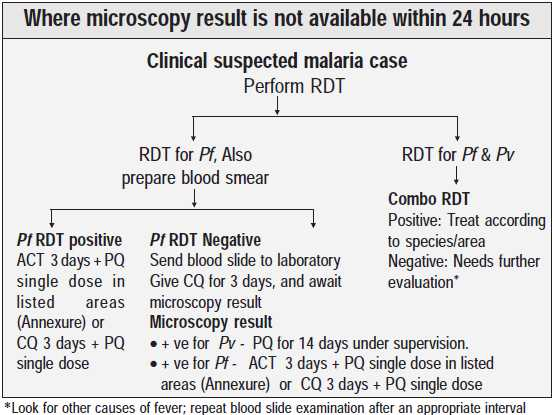 Where microscopy result is not available within 24 hours
Clinical suspected malaria case
Perform RDT
RDT for Pf, Also
prepare blood smear
RDT for Pf & Pv
Combo RDT
Positive: Treat according
to species/area
Negative: Needs further
evaluation*
Pf RDT positive
ACT 3 days + PQ
single dose in
listed areas
(Annexure) or
CQ 3 days + PQ
single dose
Pf RDT Negative
Send blood slide to laboratory
Give CQ for 3 days, and await
microscopy result
Microscopy result
• + ve for Pv - PQ for 14 days under supervision.
• + ve for Pf - ACT 3 days + PQ single dose in listed
areas (Annexure) or CQ 3 days + PQ single dose
*Look for other causes of fever; repeat blood slide examination after an appropriate interval